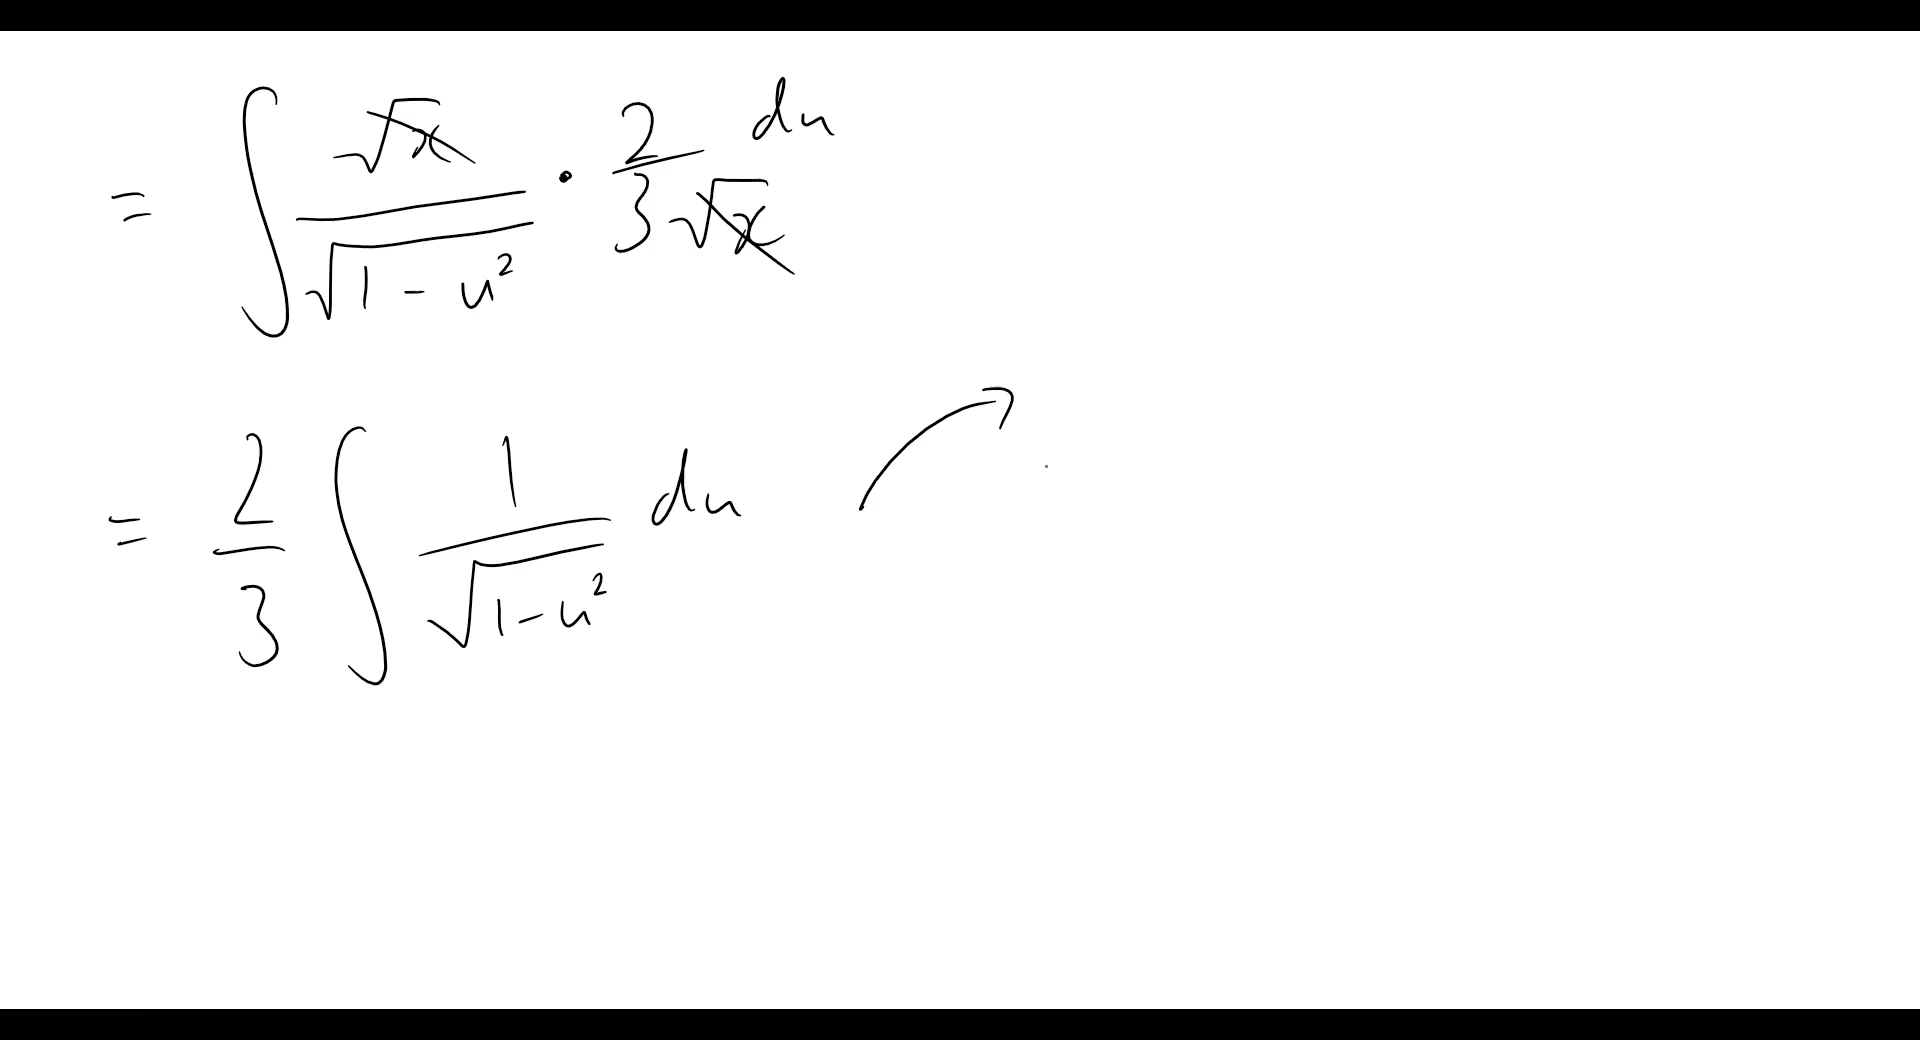 = ∫ √x / √(1 - u²) · 2 / 3√x du
= 2/3 ∫ 1 / √(1-u²) du